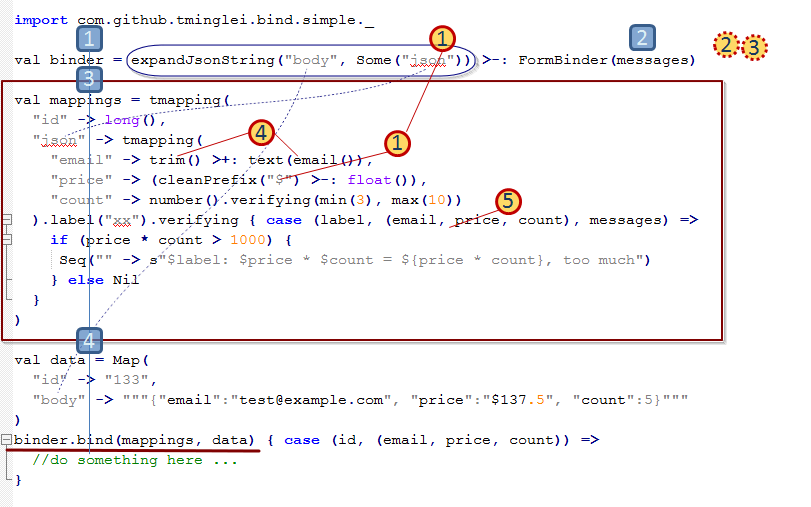 import com.github.tminglei.bind.simple._
1 1 2 2 3
val binder = expandJsonString("body", Some("json")) >-: FormBinder(messages)
3
val mappings = tmapping(
"id" -> long(),
"json" -> tmapping(
4 1
"email" -> trim() >+: text(email()),
"price" -> (cleanPrefix("$") >-: float()),
"count" -> number().verifying(min(3), max(10))
5
).label("xx").verifying { case (label, (email, price, count), messages) =>
if (price * count > 1000) {
Seq("" -> s"$label: $price * $count = ${price * count}, too much")
} else Nil
}
)
4
val data = Map(
"id" -> "133",
"body" -> """{"email":"test@example.com", "price":"$137.5", "count":5}"""
)
binder.bind(mappings, data) { case (id, (email, price, count)) =>
//do something here ...
}